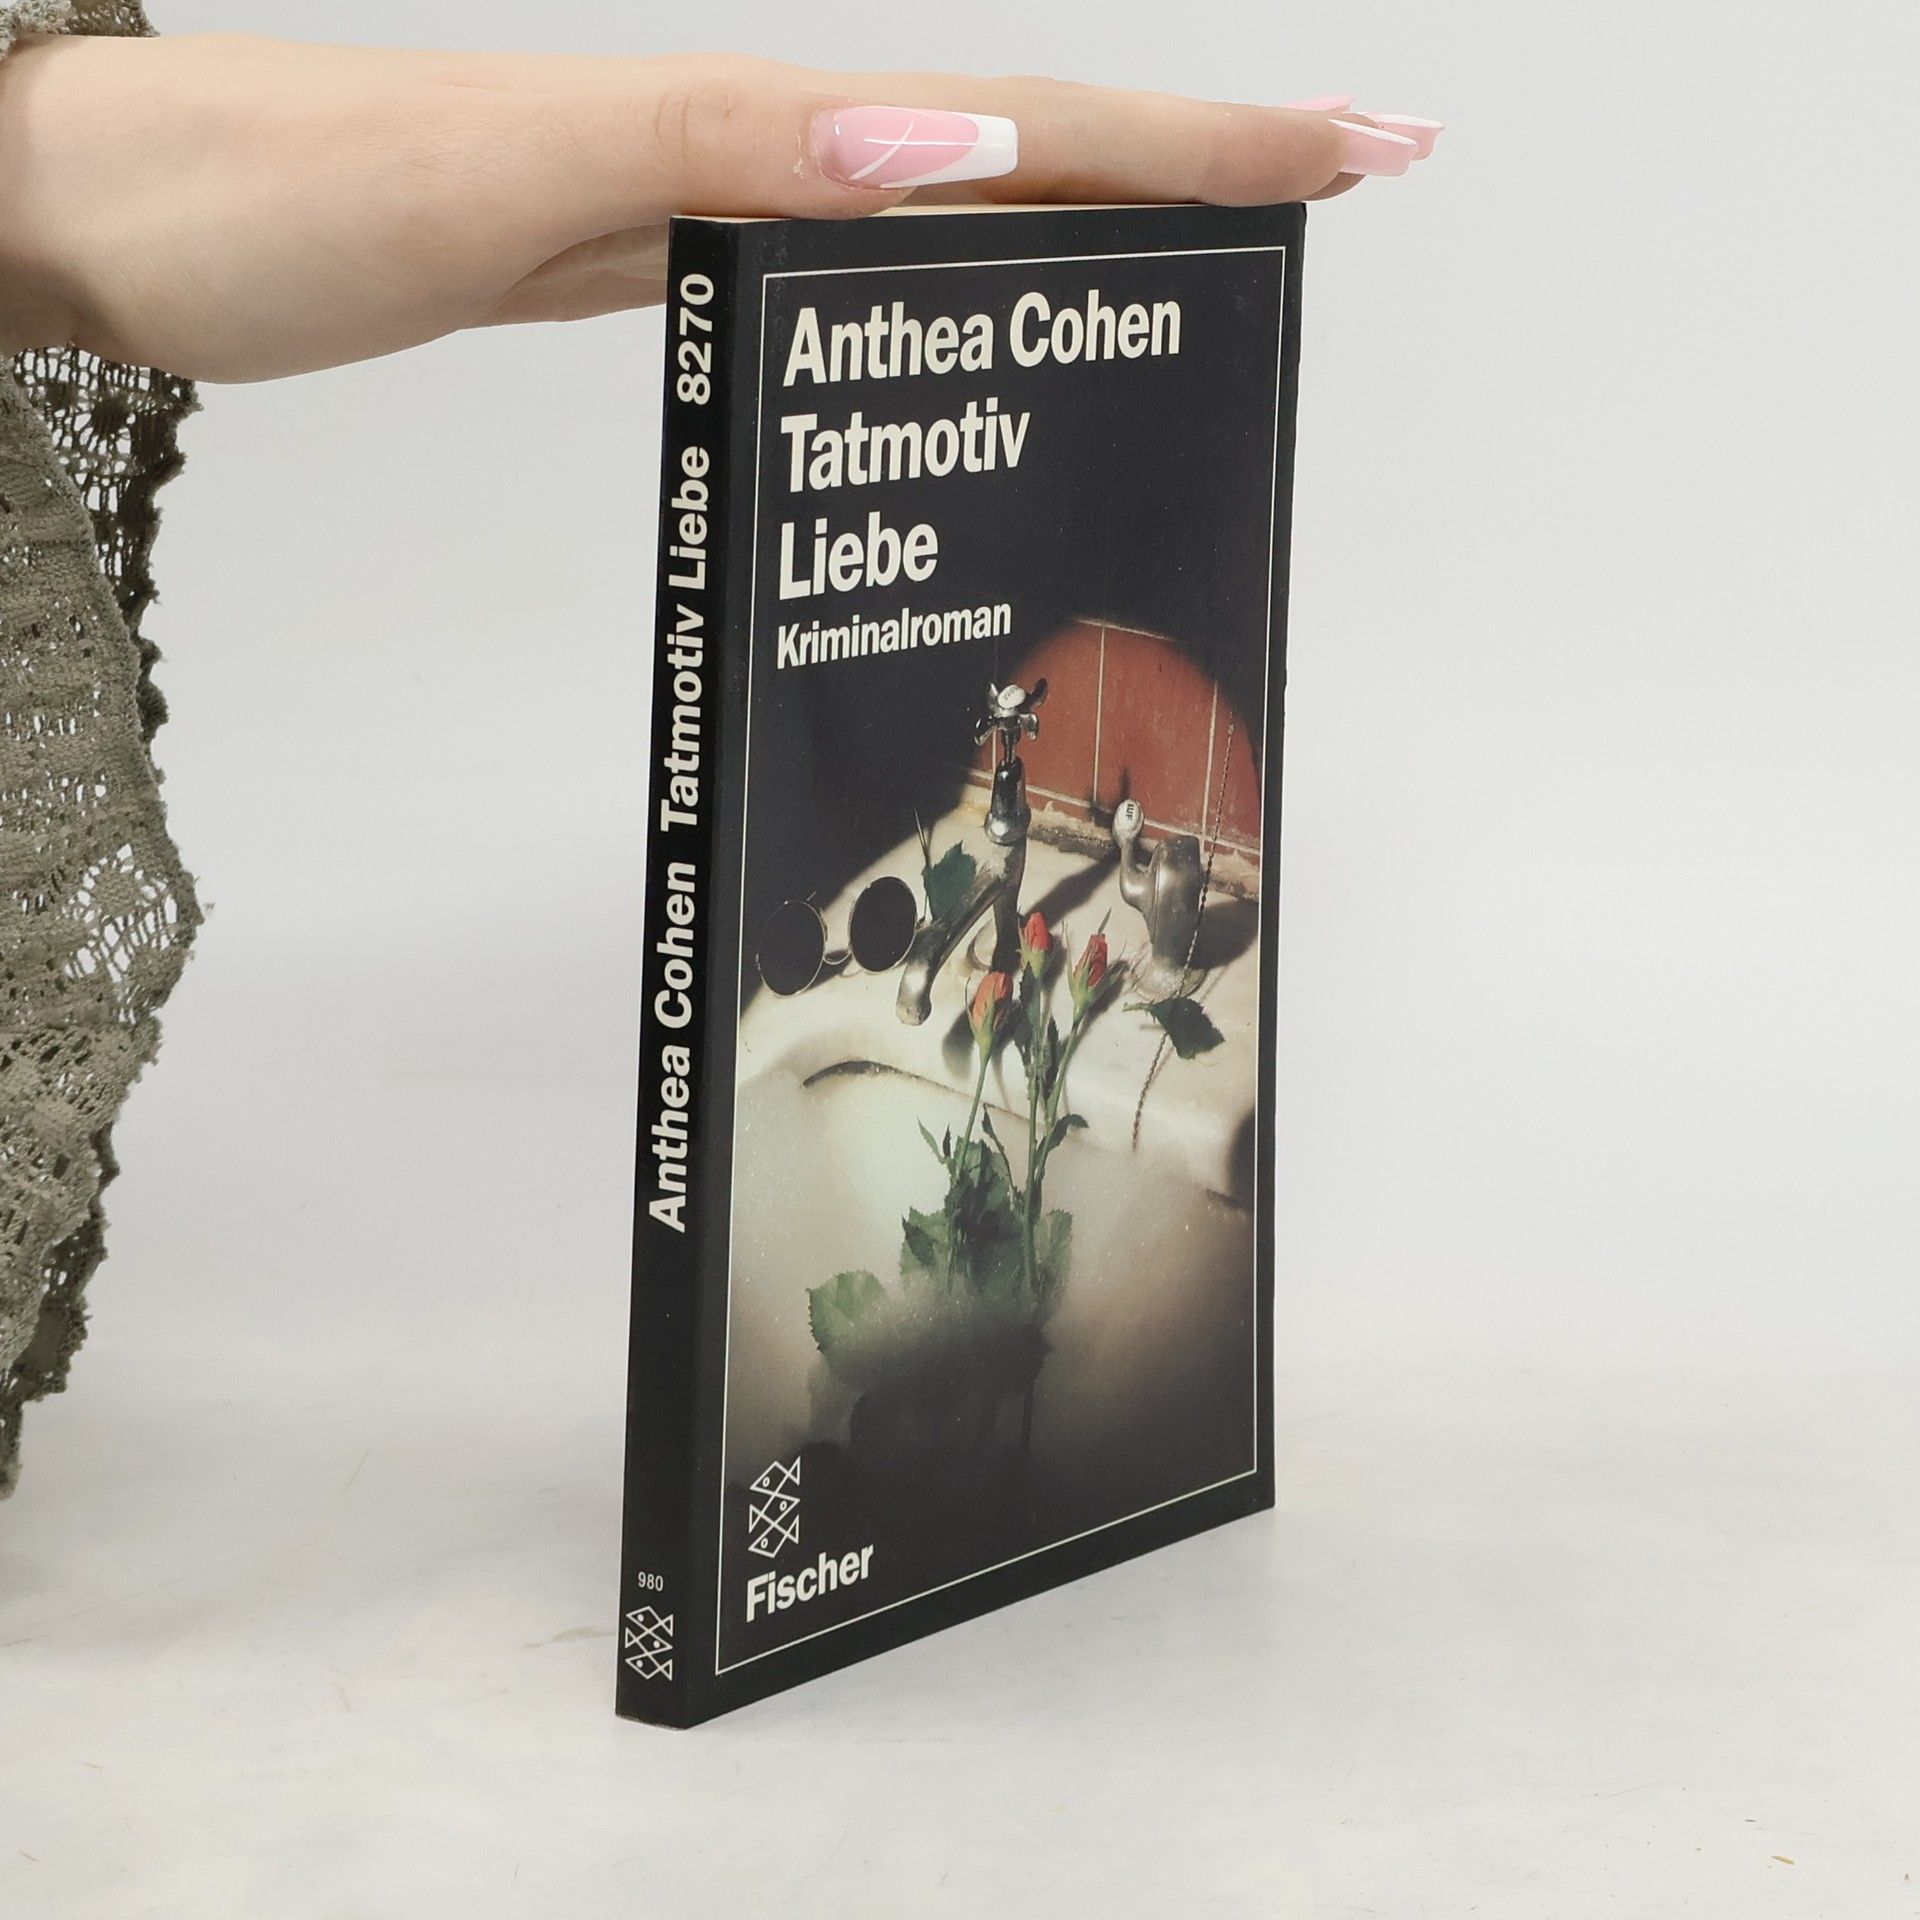 Anthea Cohen
Tatmotiv
Liebe
Kriminalroman
Fischer
Anthea Cohen Tatmotiv Liebe 8270
980